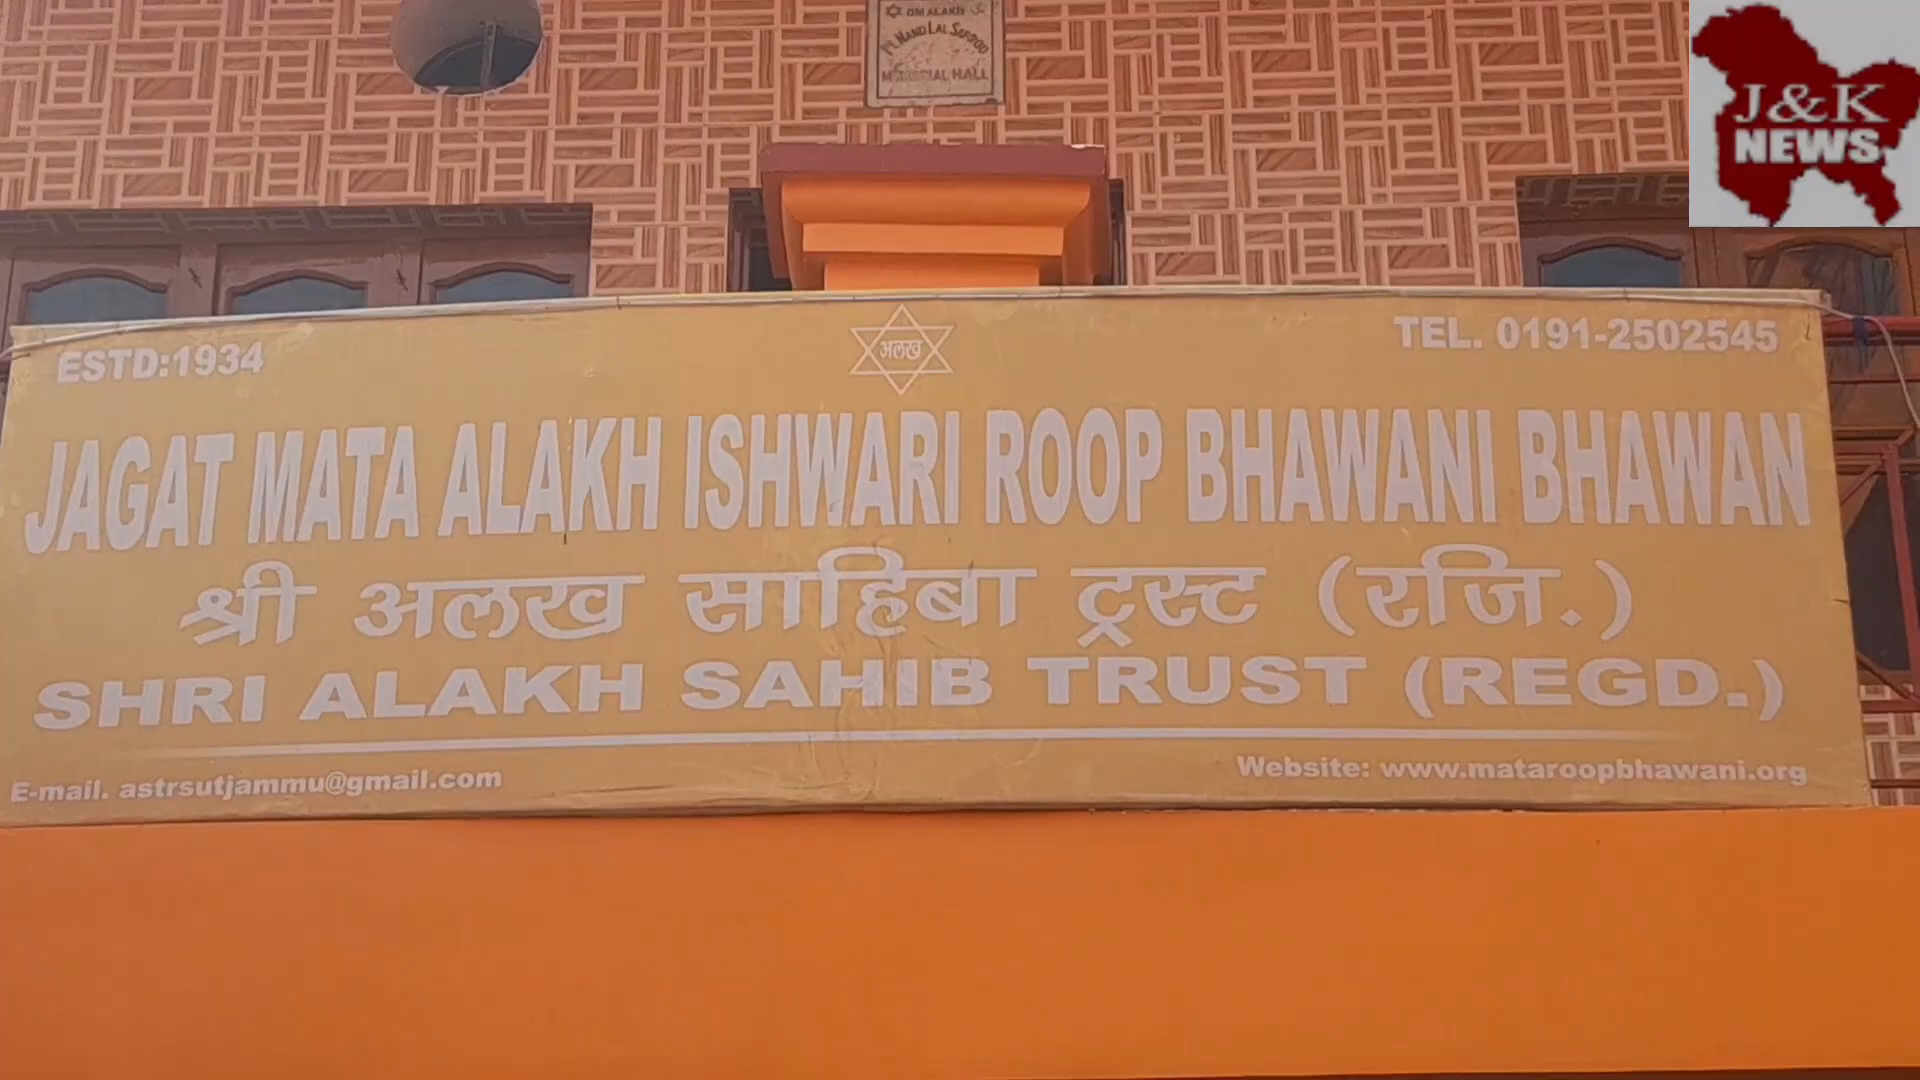 OM ALAKH
Pt. NAND LAL SAPROO
MEMORIAL HALL
J&K
NEWS
ESTD:1934
अलख
TEL. 0191-2502545
JAGAT MATA ALAKH ISHWARI ROOP BHAWANI BHAWAN
श्री अलख साहिबा ट्रस्ट (रजि.)
SHRI ALAKH SAHIB TRUST (REGD.)
E-mail. astrsutjammu@gmail.com
Website: www.mataroopbhawani.org